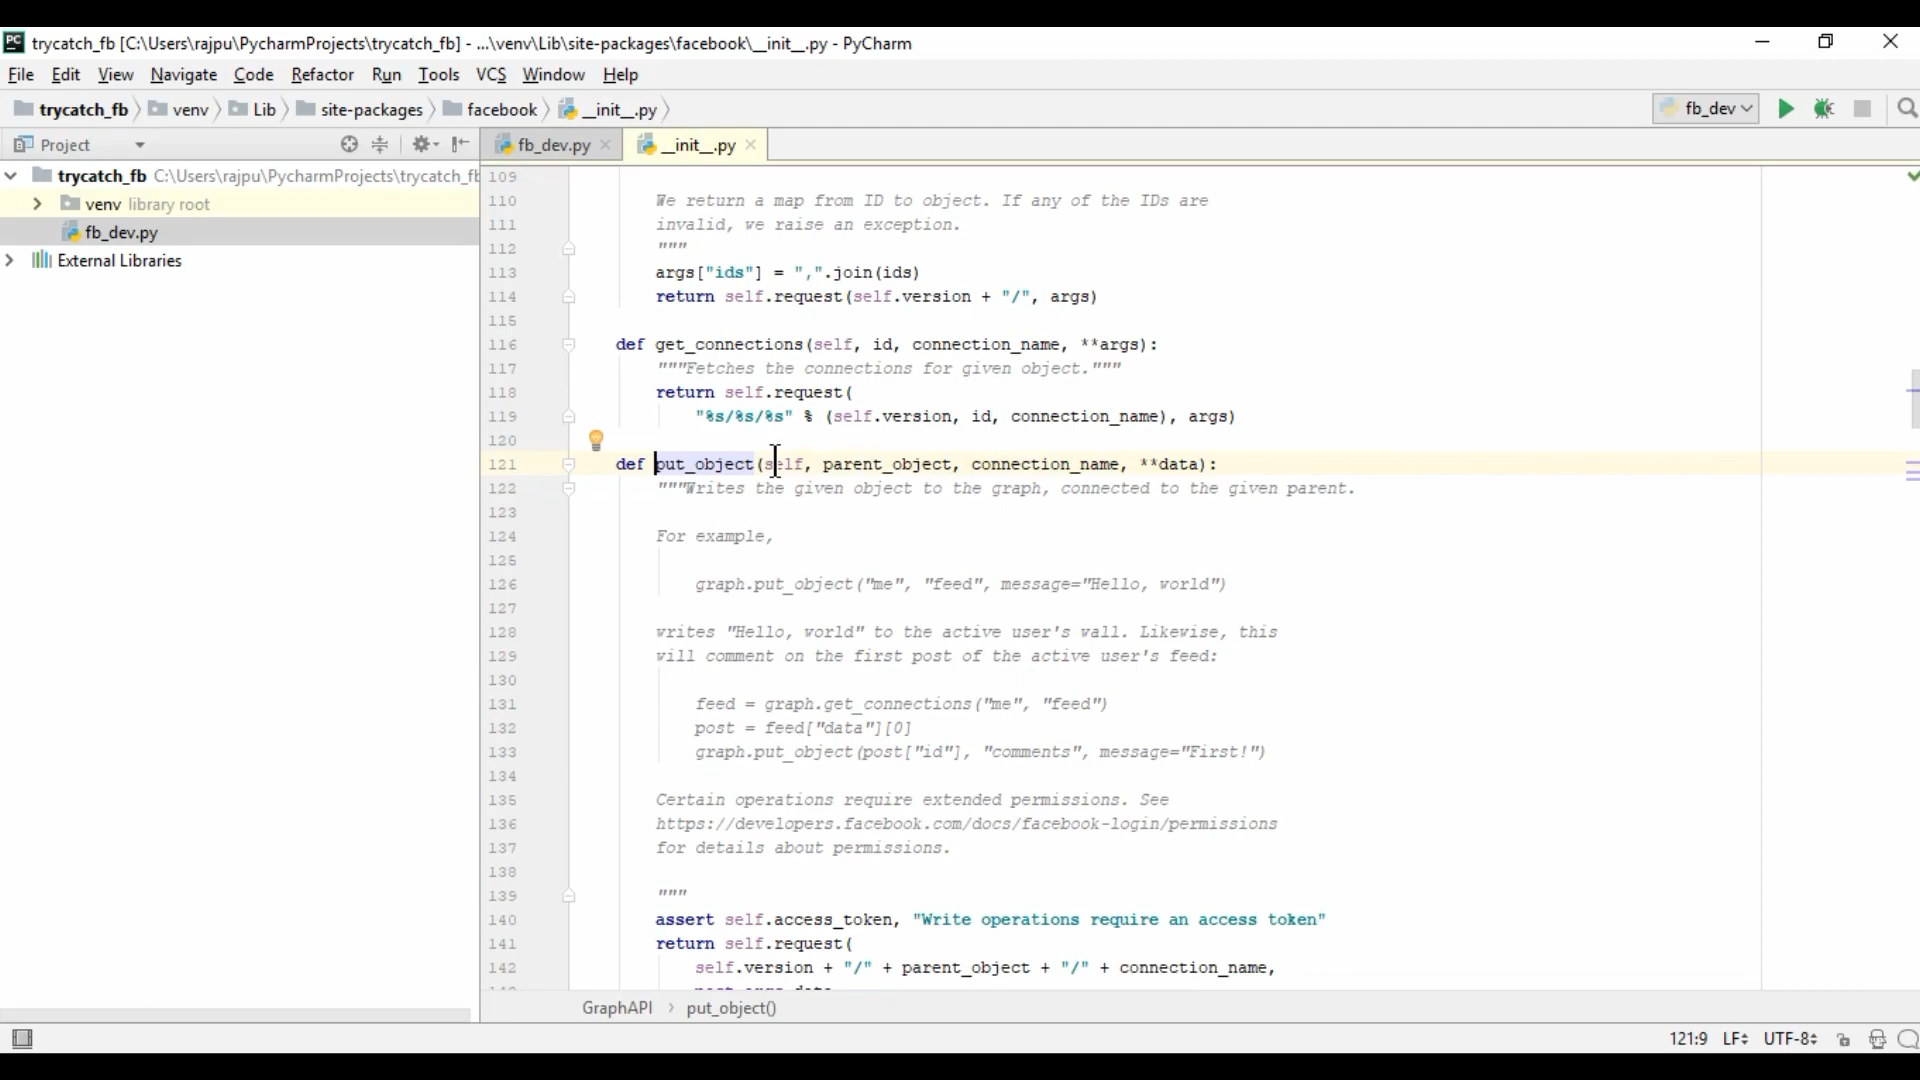 PC trycatch_fb [C:\Users\rajpu\PycharmProjects\trycatch_fb] - ...\venv\Lib\site-packages\facebook\__init__.py - PyCharm
File Edit View Navigate Code Refactor Run Tools VCS Window Help
trycatch_fb venv Lib site-packages facebook __init__.py fb_dev
Project fb_dev.py __init__.py
trycatch_fb C:\Users\rajpu\PycharmProjects\trycatch_fb
venv library root
fb_dev.py
External Libraries
109
110 We return a map from ID to object. If any of the IDs are
111 invalid, we raise an exception.
112 """
113 args["ids"] = ",".join(ids)
114 return self.request(self.version + "/", args)
115
116 def get_connections(self, id, connection_name, **args):
117 """Fetches the connections for given object."""
118 return self.request(
119 "%s/%s/%s" % (self.version, id, connection_name), args)
120
121 def put_object(self, parent_object, connection_name, **data):
122 """Writes the given object to the graph, connected to the given parent.
123
124 For example,
125
126 graph.put_object("me", "feed", message="Hello, world")
127
128 writes "Hello, world" to the active user's wall. Likewise, this
129 will comment on the first post of the active user's feed:
130
131 feed = graph.get_connections("me", "feed")
132 post = feed["data"][0]
133 graph.put_object(post["id"], "comments", message="First!")
134
135 Certain operations require extended permissions. See
136 https://developers.facebook.com/docs/facebook-login/permissions
137 for details about permissions.
138
139 """
140 assert self.access_token, "Write operations require an access token"
141 return self.request(
142 self.version + "/" + parent_object + "/" + connection_name,
GraphAPI put_object()
121:9 LF UTF-8